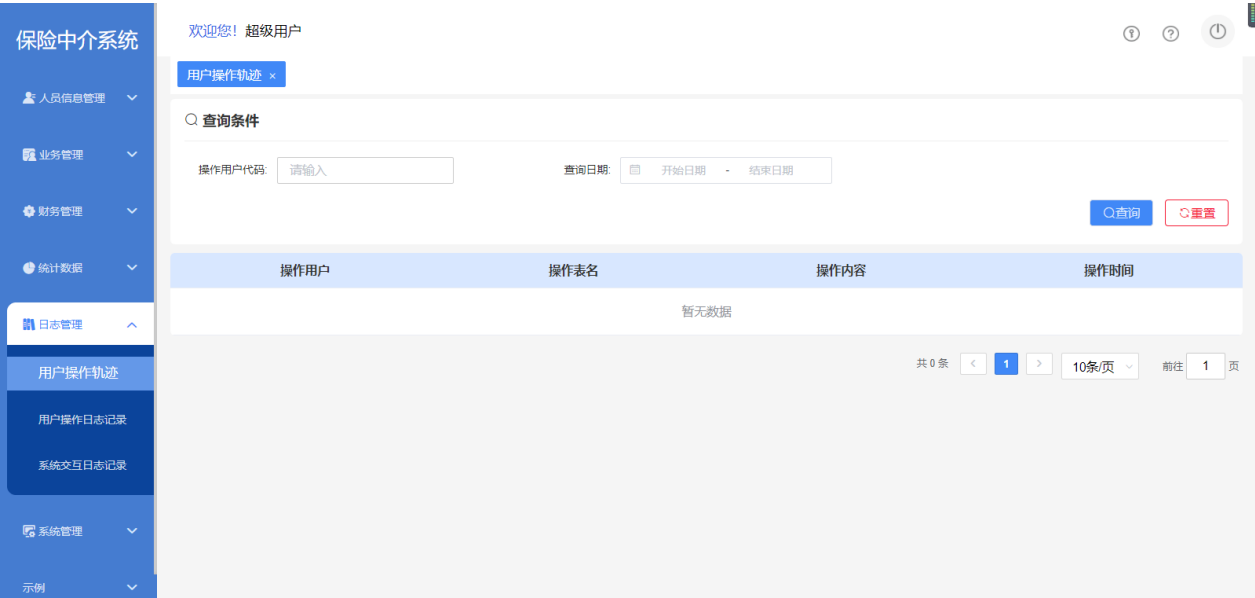 保险中介系统
欢迎您！超级用户
人员信息管理
业务管理
财务管理
统计数据
日志管理
用户操作轨迹
用户操作日志记录
系统交互日志记录
系统管理
示例
用户操作轨迹 ×
查询条件
操作用户代码: 请输入 查询日期: 开始日期 - 结束日期
查询 重置
操作用户 操作表名 操作内容 操作时间
暂无数据
共 0 条 < 1 > 10条/页 前往 1 页